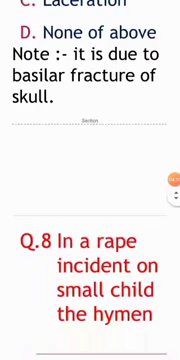 C. Laceration
D. None of above
Note :- it is due to
basilar fracture of
skull.
Section
Q.8 In a rape
incident on
small child
the hymen